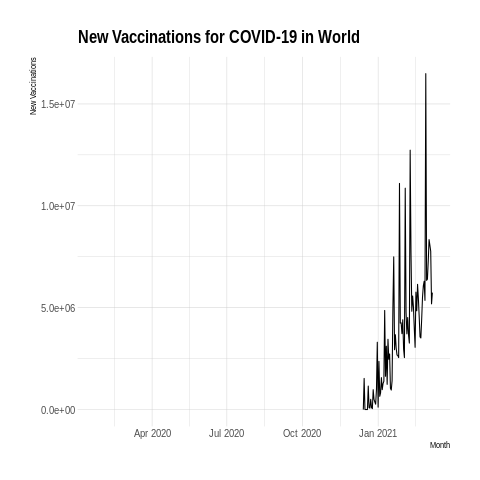 New Vaccinations for COVID-19 in World
New Vaccinations
1.5e+07
1.0e+07
5.0e+06
0.0e+00
Apr 2020 Jul 2020 Oct 2020 Jan 2021
Month